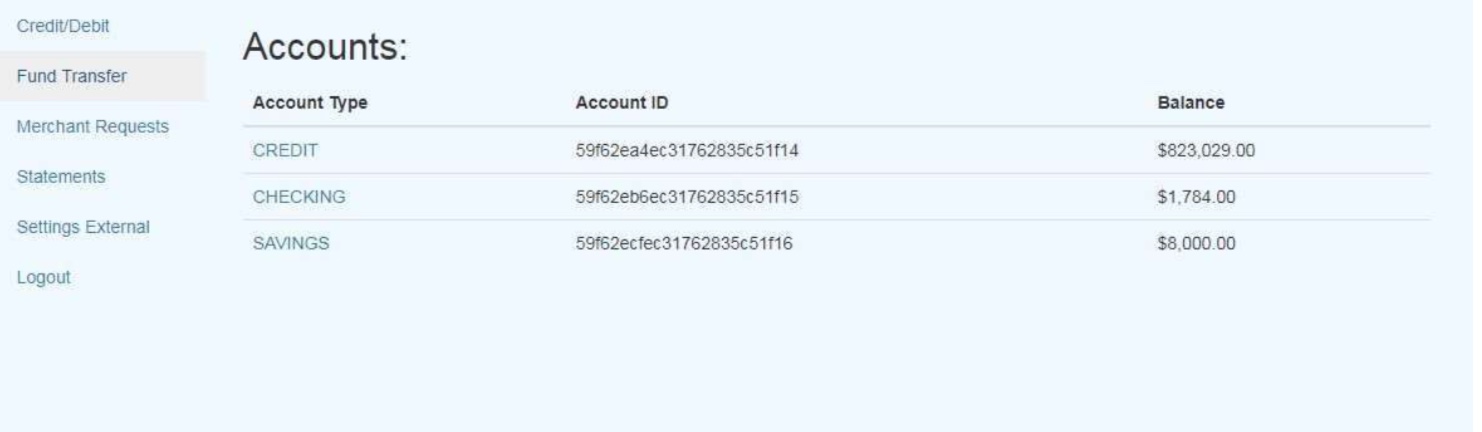 Credit/Debit
Fund Transfer
Merchant Requests
Statements
Settings External
Logout
Accounts:
Account Type Account ID Balance
CREDIT 59f62ea4ec31762835c51f14 $823,029.00
CHECKING 59f62eb6ec31762835c51f15 $1,784.00
SAVINGS 59f62ecfec31762835c51f16 $8,000.00